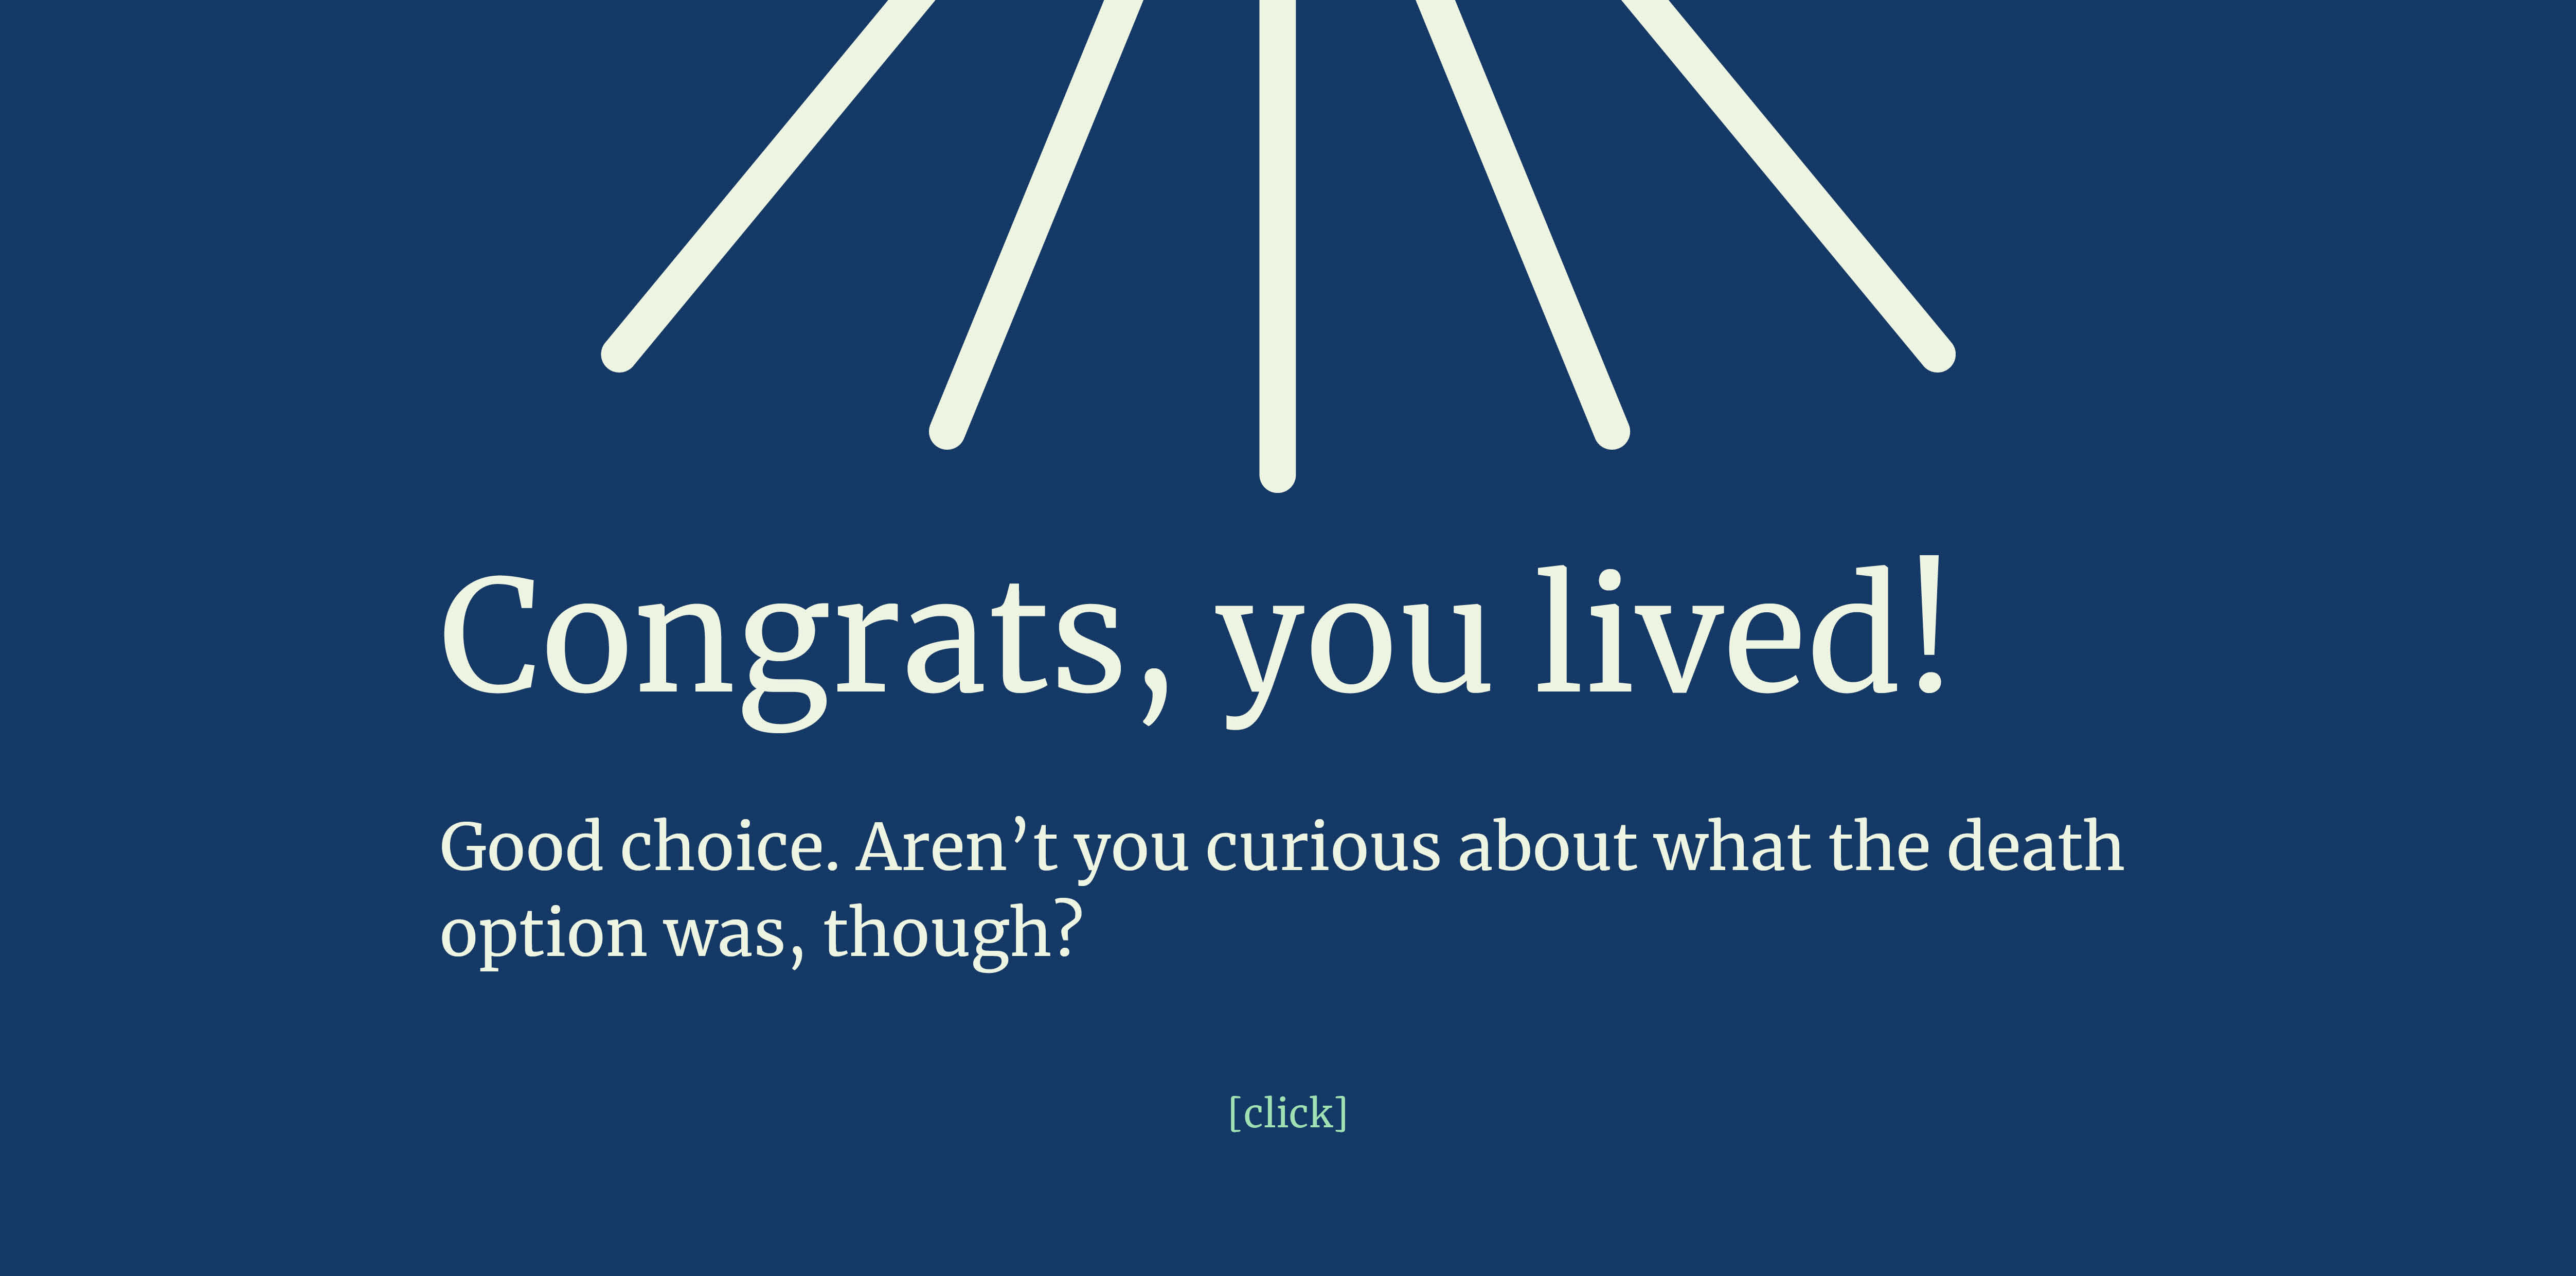 Congrats, you lived!
Good choice. Aren’t you curious about what the death
option was, though?
[click]